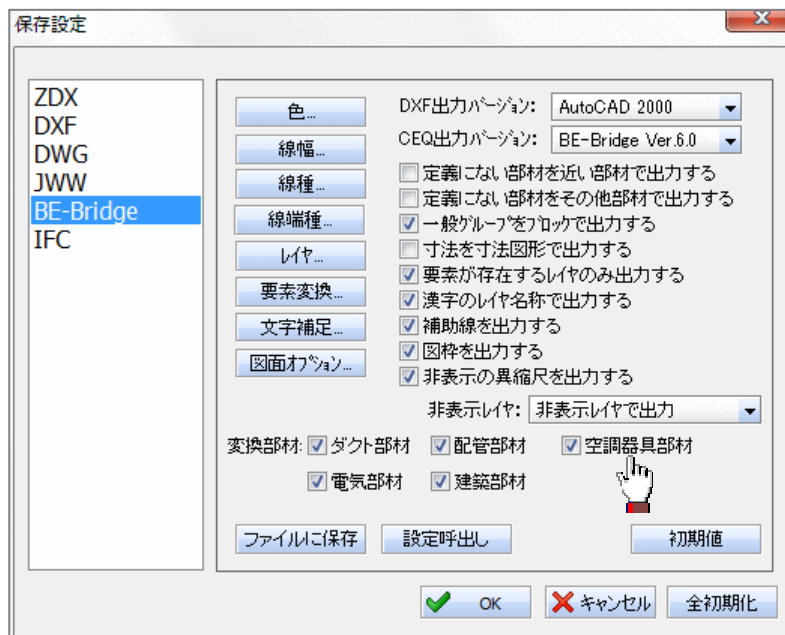 保存設定
ZDX
DXF
DWG
JWW
BE-Bridge
IFC
色...
線幅...
線種...
線端種...
レイヤ...
要素変換...
文字補足...
図面オプション...
DXF出力バージョン: AutoCAD 2000
CEQ出力バージョン: BE-Bridge Ver.6.0
定義にない部材を近い部材で出力する
定義にない部材をその他部材で出力する
一般グループをブロックで出力する
寸法を寸法図形で出力する
要素が存在するレイヤのみ出力する
漢字のレイヤ名称で出力する
補助線を出力する
図枠を出力する
非表示の異縮尺を出力する
非表示レイヤ: 非表示レイヤで出力
変換部材: ダクト部材 配管部材 空調器具部材
電気部材 建築部材
ファイルに保存 設定呼出し 初期値
OK キャンセル 全初期化